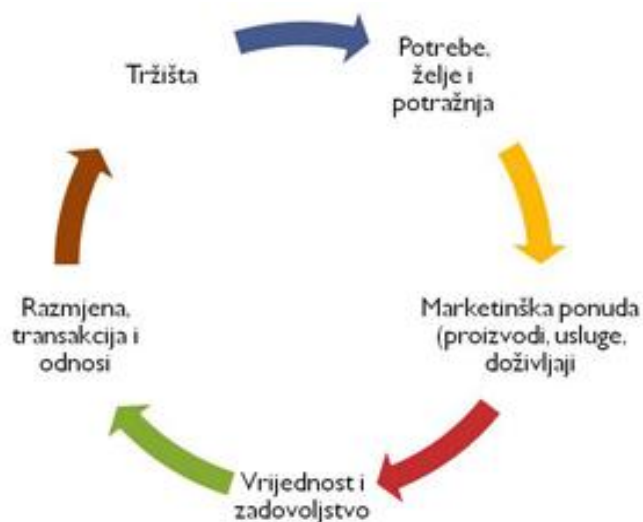 Tržišta
Potrebe,
želje i
potražnja
Marketinška ponuda
(proizvodi, usluge,
doživljaji
Vrijednost i
zadovoljstvo
Razmjena,
transakcija i
odnosi